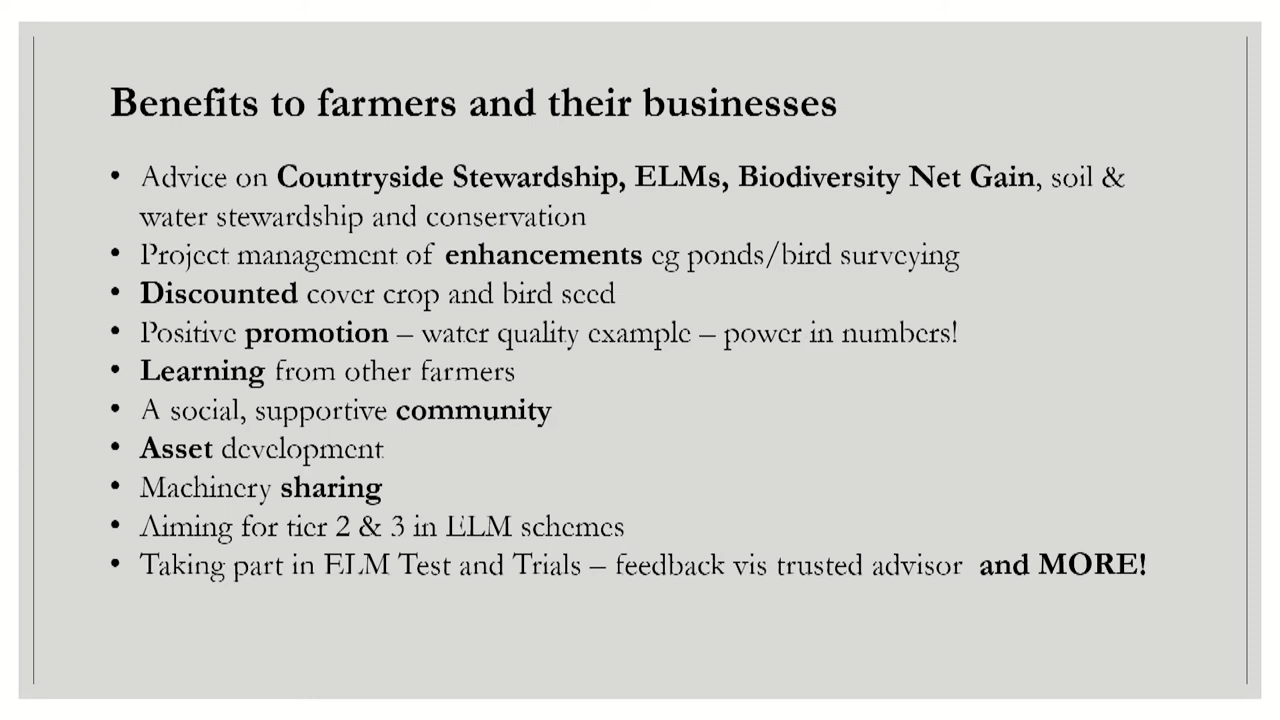 Benefits to farmers and their businesses
• Advice on Countryside Stewardship, ELMs, Biodiversity Net Gain, soil &
water stewardship and conservation
• Project management of enhancements eg ponds/bird surveying
• Discounted cover crop and bird seed
• Positive promotion – water quality example – power in numbers!
• Learning from other farmers
• A social, supportive community
• Asset development
• Machinery sharing
• Aiming for tier 2 & 3 in ELM schemes
• Taking part in ELM Test and Trials – feedback vis trusted advisor and MORE!